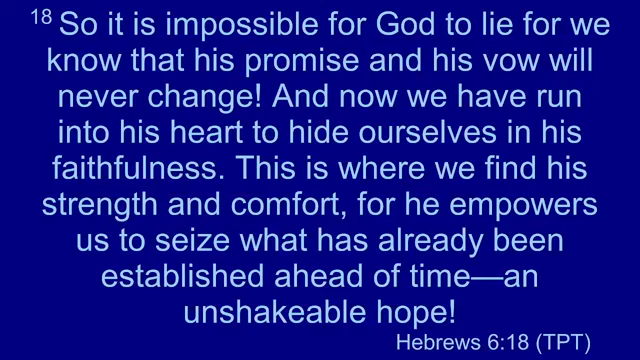 18 So it is impossible for God to lie for we
know that his promise and his vow will
never change! And now we have run
into his heart to hide ourselves in his
faithfulness. This is where we find his
strength and comfort, for he empowers
us to seize what has already been
established ahead of time—an
unshakeable hope!
Hebrews 6:18 (TPT)